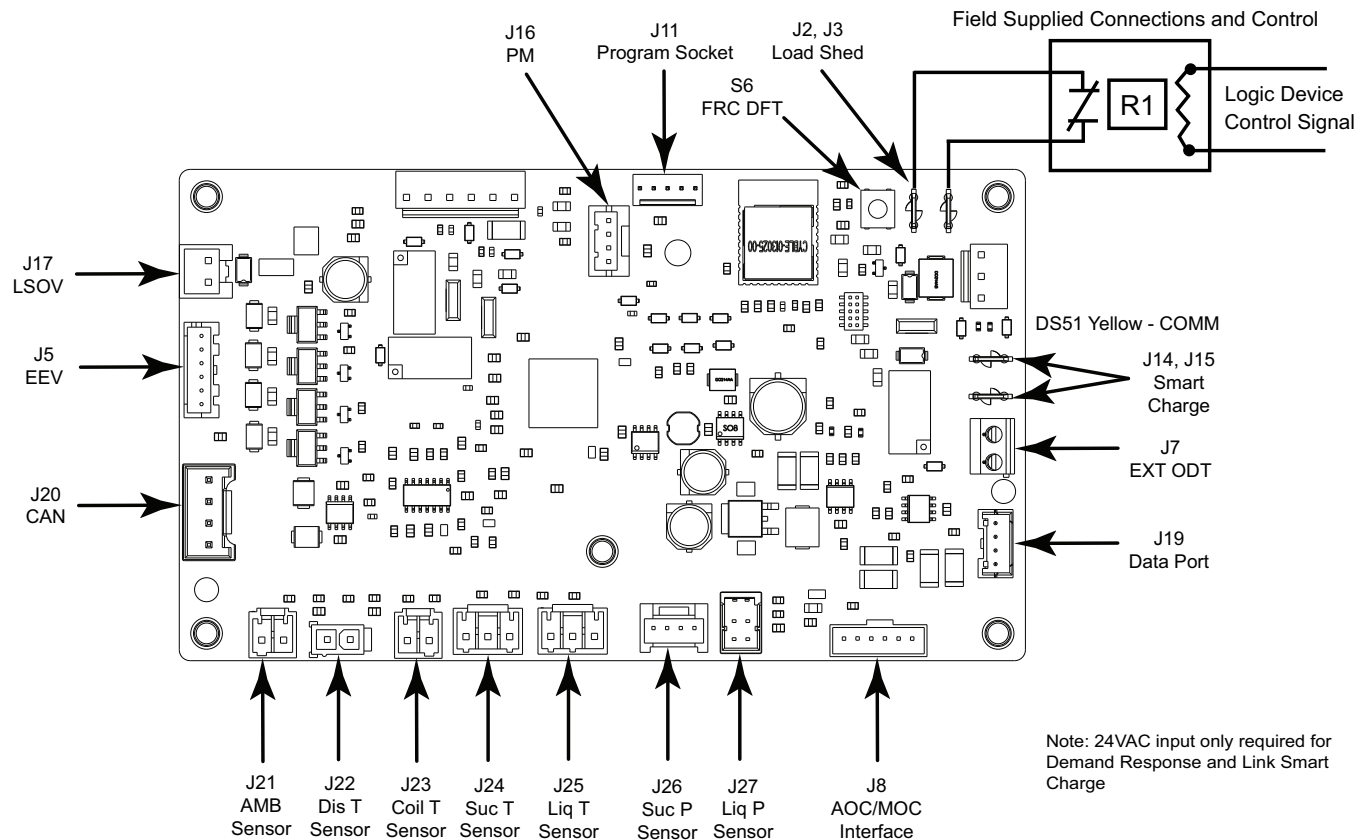 Field Supplied Connections and Control
J16
PM
J11
Program Socket
J2, J3
Load Shed
S6
FRC DFT
R1
Logic Device
Control Signal
CYBLE-013025-00
J17
LSOV
J5
EEV
J20
CAN
SO8
DS51 Yellow - COMM
J14, J15
Smart
Charge
J7
EXT ODT
J19
Data Port
J21
AMB
Sensor
J22
Dis T
Sensor
J23
Coil T
Sensor
J24
Suc T
Sensor
J25
Liq T
Sensor
J26
Suc P
Sensor
J27
Liq P
Sensor
J8
AOC/MOC
Interface
Note: 24VAC input only required for
Demand Response and Link Smart
Charge